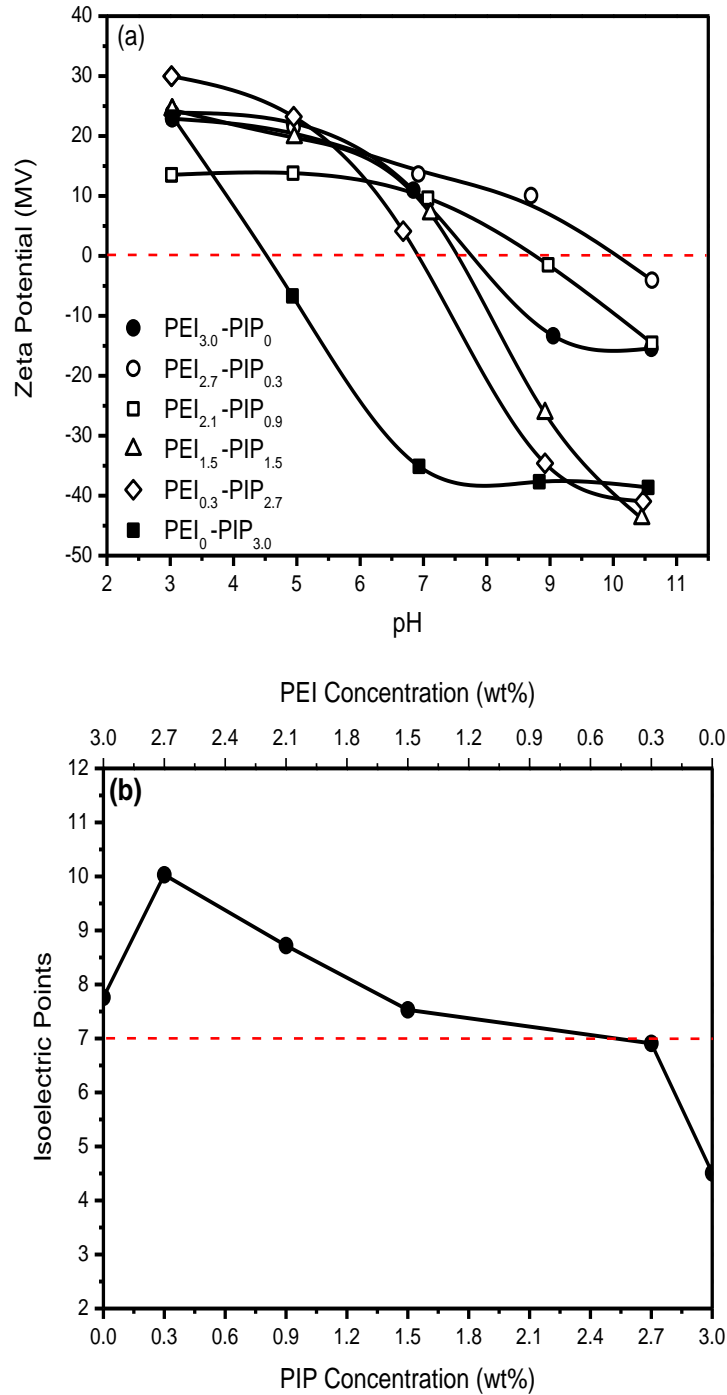 (a)
40
30
20
10
0
-10
-20
-30
-40
-50
Zeta Potential (MV)
PEI3.0-PIP0
PEI2.7-PIP0.3
PEI2.1-PIP0.9
PEI1.5-PIP1.5
PEI0.3-PIP2.7
PEI0-PIP3.0
2 3 4 5 6 7 8 9 10 11
pH
PEI Concentration (wt%)
3.0 2.7 2.4 2.1 1.8 1.5 1.2 0.9 0.6 0.3 0.0
(b)
12
11
10
9
8
7
6
5
4
3
2
Isoelectric Points
0.0 0.3 0.9 1.2 1.5 1.8 2.1 2.4 2.7 3.0
PIP Concentration (wt%)